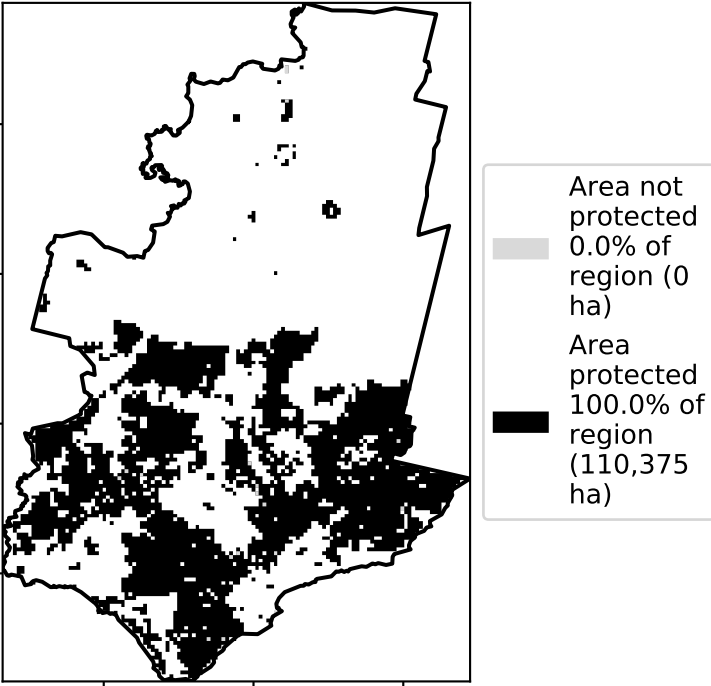 Area not
protected
0.0% of
region (0
ha)
Area
protected
100.0% of
region
(110,375
ha)